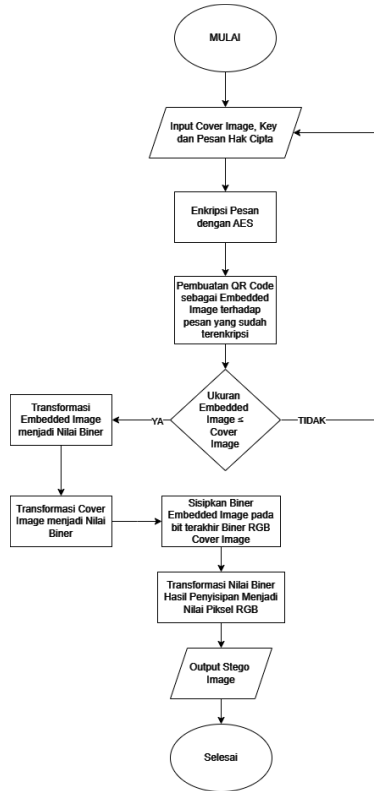 MULAI
Input Cover Image, Key
dan Pesan Hak Cipta
Enkripsi Pesan
dengan AES
Pembuatan QR Code
sebagai Embedded
Image terhadap
pesan yang sudah
terenkripsi
Ukuran
Embedded
Image ≤
Cover
Image
YA
TIDAK
Transformasi
Embedded Image
menjadi Nilai Biner
Transformasi Cover
Image menjadi Nilai
Biner
Sisipkan Biner
Embedded Image pada
bit terakhir Biner RGB
Cover Image
Transformasi Nilai Biner
Hasil Penyisipan Menjadi
Nilai Piksel RGB
Output Stego
Image
Selesai